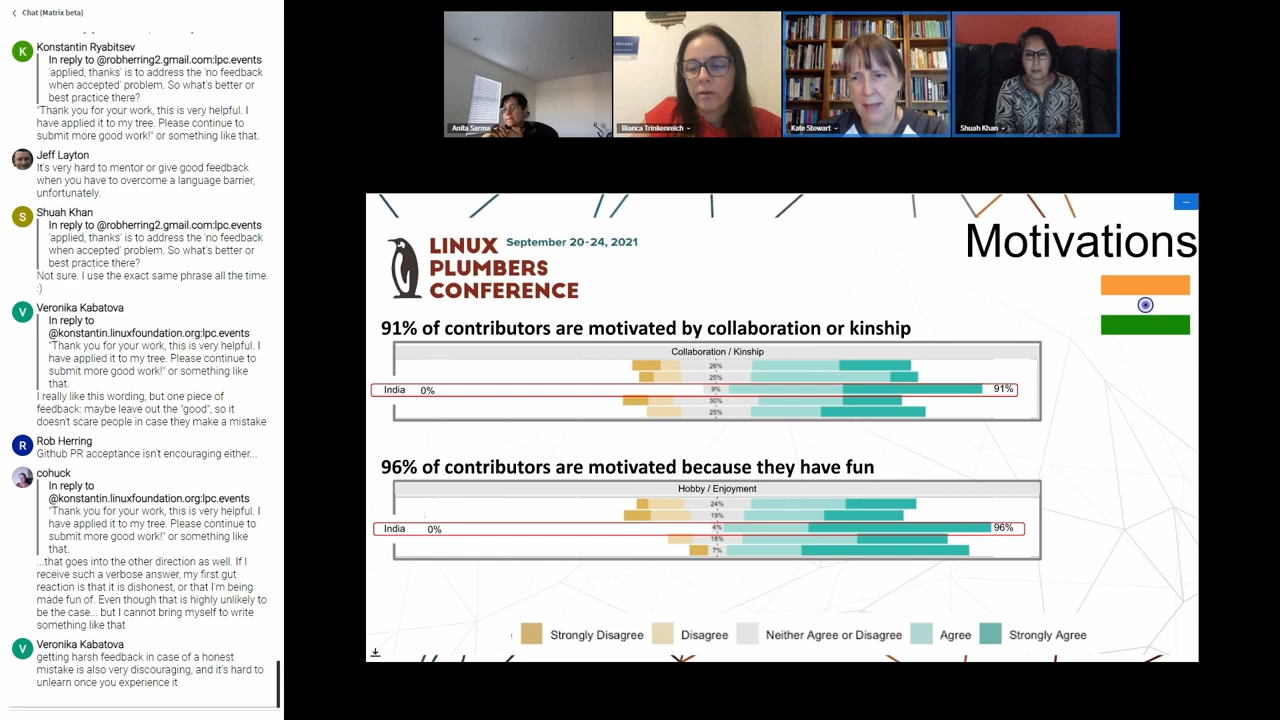 Chat (Matrix beta)
K
Konstantin Ryabitsev
In reply to @robherring2.gmail.com:lpc.events
'applied, thanks' is to address the 'no feedback
when accepted' problem. So what's better or
best practice there?
"Thank you for your work, this is very helpful. I
have applied it to my tree. Please continue to
submit more good work!" or something like that.
Jeff Layton
It's very hard to mentor or give good feedback
when you have to overcome a language barrier,
unfortunately.
S
Shuah Khan
In reply to @robherring2.gmail.com:lpc.events
'applied, thanks' is to address the 'no feedback
when accepted' problem. So what's better or
best practice there?
Not sure. I use the exact same phrase all the time.
:)
V
Veronika Kabatova
In reply to
@konstantin.linuxfoundation.org:lpc.events
"Thank you for your work, this is very helpful. I
have applied it to my tree. Please continue to
submit more good work!" or something like
that.
I really like this wording, but one piece of
feedback: maybe leave out the "good", so it
doesn't scare people in case they make a mistake
R
Rob Herring
Github PR acceptance isn't encouraging either...
cohuck
In reply to
@konstantin.linuxfoundation.org:lpc.events
"Thank you for your work, this is very helpful. I
have applied it to my tree. Please continue to
submit more good work!" or something like
that.
...that goes into the other direction as well. If I
receive such a verbose answer, my first gut
reaction is that it is dishonest, or that I'm being
made fun of. Even though that is highly unlikely to
be the case... but I cannot bring myself to write
something like that
V
Veronika Kabatova
getting harsh feedback in case of a honest
mistake is also very discouraging, and it's hard to
unlearn once you experience it
Anita Sarma
Bianca Trinkenreich
Kate Stewart
Shuah Khan
LINUX
PLUMBERS
CONFERENCE
September 20-24, 2021
Motivations
91% of contributors are motivated by collaboration or kinship
Collaboration / Kinship
26%
25%
India 0% 9% 91%
30%
25%
96% of contributors are motivated because they have fun
Hobby / Enjoyment
24%
19%
India 0% 4% 96%
18%
7%
Strongly Disagree Disagree Neither Agree or Disagree Agree Strongly Agree